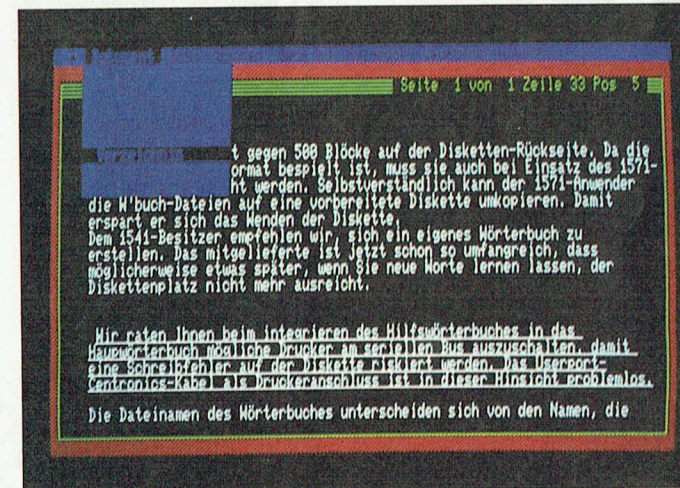 Seite 1 von 1 Zeile 33 Pos 5
Verzeichnis
t gegen 500 Blöcke auf der Disketten-Rückseite. Da die
ormat bespielt ist, muss sie auch bei Einsatz des 1571-
ht werden. Selbstverständlich kann der 1571-Anwender
die W'buch-Dateien auf eine vorbereitete Diskette umkopieren. Damit
erspart er sich das Wenden der Diskette.
Dem 1541-Besitzer empfehlen wir, sich ein eigenes Wörterbuch zu
erstellen. Das mitgelieferte ist jetzt schon so umfangreich, dass
möglicherweise etwas später, wenn Sie neue Worte lernen lassen, der
Diskettenplatz nicht mehr ausreicht.
Wir raten Ihnen beim integrieren des Hilfswörterbuches in das
Haupwörterbuch mögliche Drucker am seriellen Bus auszuschalten, damit
eine Schreibfehler auf der Diskette riskiert werden. Das Userport-
Centronics-Kabel als Druckeranschluss ist in dieser Hinsicht problemlos.
Die Dateinamen des Wörterbuches unterscheiden sich von den Namen, die